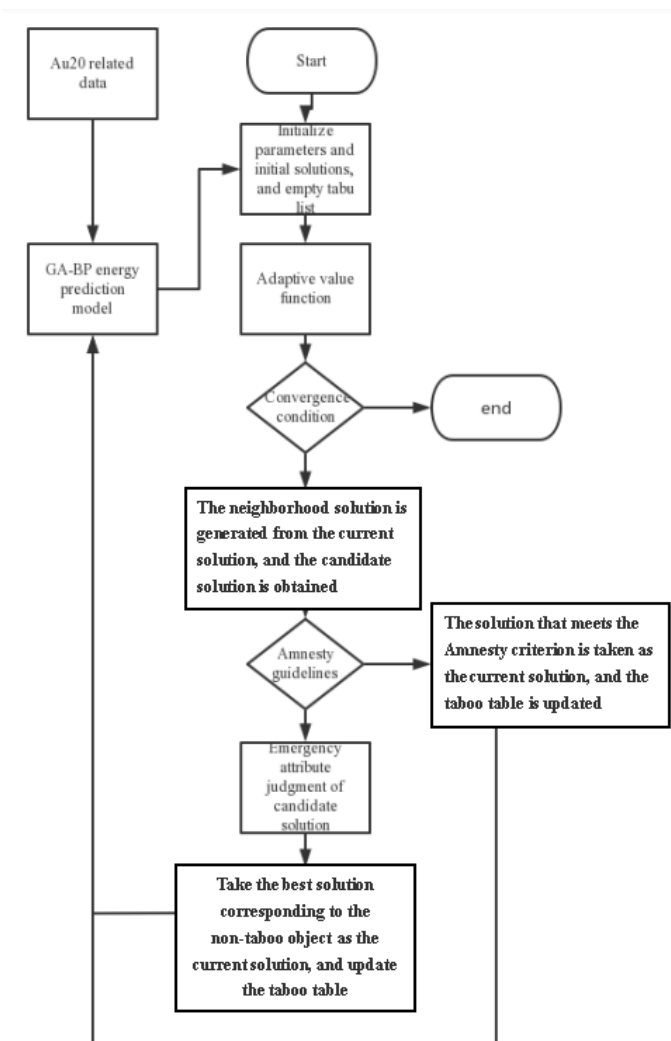 Au20 related
data
Start
Initialize
parameters and
initial solutions,
and empty tabu
list
GA-BP energy
prediction
model
Adaptive value
function
Convergence
condition
end
The neighborhood solution is
generated from the current
solution, and the candidate
solution is obtained
Amnesty
guidelines
The solution that meets the
Amnesty criterion is taken as
the current solution, and the
taboo table is updated
Emergency
attribute
judgment of
candidate
solution
Take the best solution
corresponding to the
non-taboo object as the
current solution, and update
the taboo table